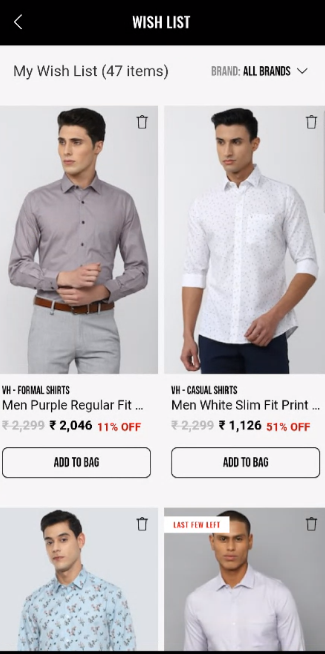 WISH LIST
My Wish List (47 items)
BRAND: ALL BRANDS
VH - FORMAL SHIRTS
Men Purple Regular Fit ...
₹ 2,299 ₹ 2,046 11% OFF
ADD TO BAG
VH - CASUAL SHIRTS
Men White Slim Fit Print ...
₹ 2,299 ₹ 1,126 51% OFF
ADD TO BAG
LAST FEW LEFT